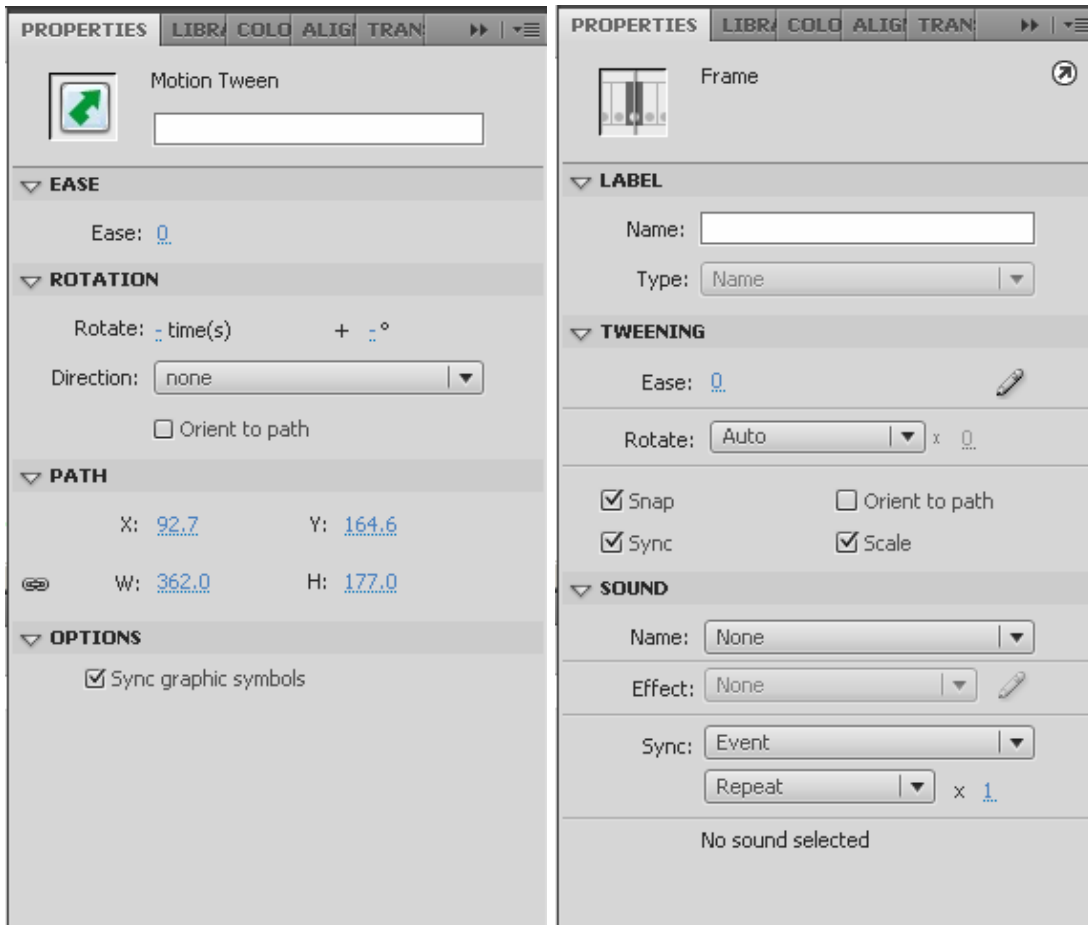 PROPERTIES LIBRA COLO ALIG TRAN
Motion Tween
EASE
Ease: 0
ROTATION
Rotate: - time(s) + - °
Direction: none
Orient to path
PATH
X: 92.7 Y: 164.6
W: 362.0 H: 177.0
OPTIONS
Sync graphic symbols
PROPERTIES LIBRA COLO ALIG TRAN
Frame
LABEL
Name:
Type: Name
TWEENING
Ease: 0
Rotate: Auto x 0
Snap Orient to path
Sync Scale
SOUND
Name: None
Effect: None
Sync: Event
Repeat x 1
No sound selected